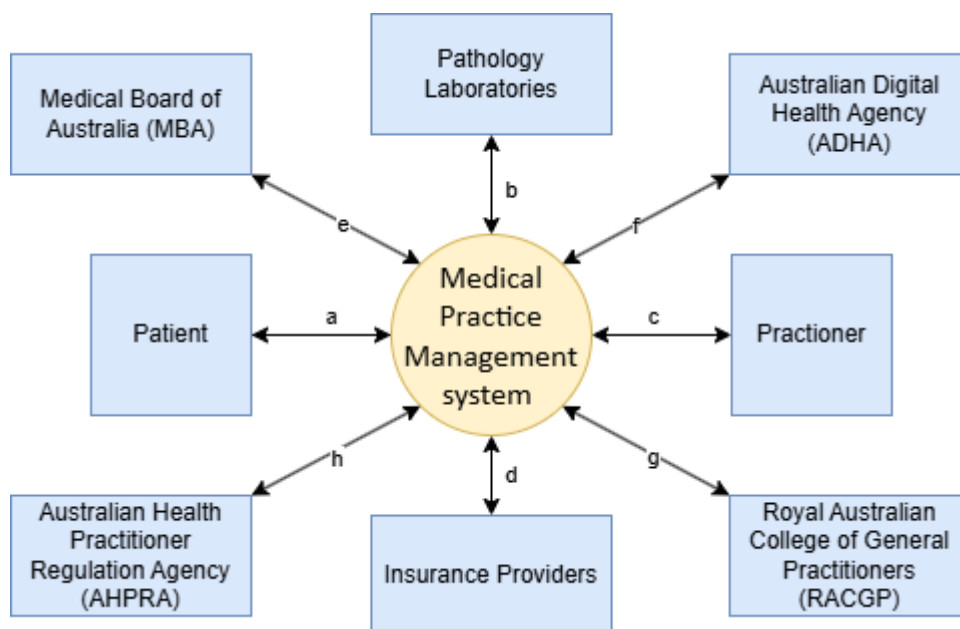 Pathology
Laboratories
Medical Board of
Australia (MBA)
Australian Digital
Health Agency
(ADHA)
b
e
f
Patient
a
Medical
Practice
Management
system
c
Practioner
h
d
g
Australian Health
Practitioner
Regulation Agency
(AHPRA)
Insurance Providers
Royal Australian
College of General
Practitioners
(RACGP)